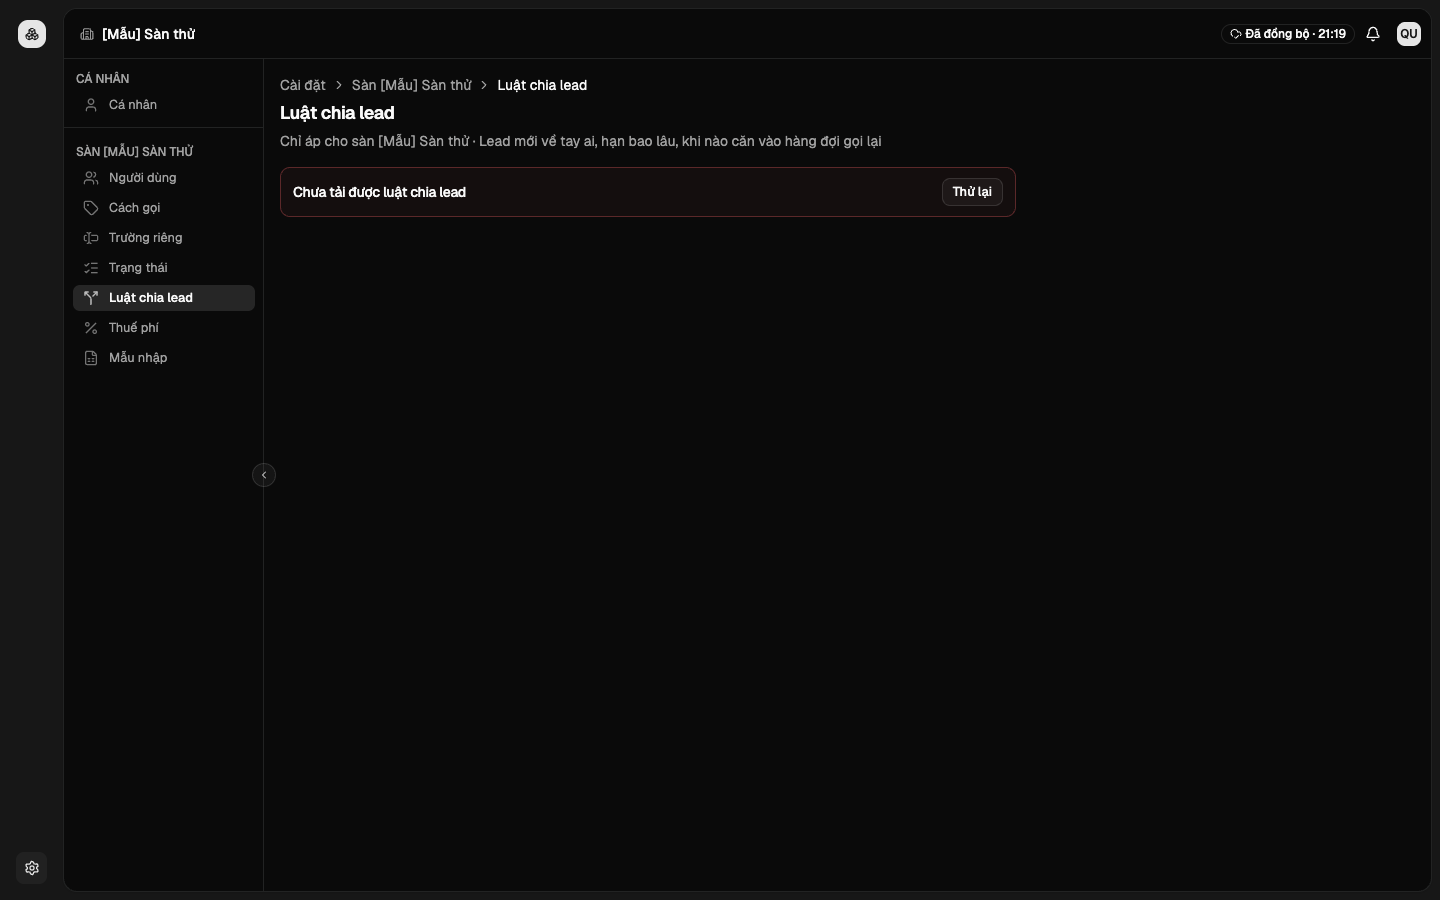 [Mẫu] Sàn thử
Đã đồng bộ · 21:19
QU
CÁ NHÂN
Cá nhân
SÀN [MẪU] SÀN THỬ
Người dùng
Cách gọi
Trường riêng
Trạng thái
Luật chia lead
Thuế phí
Mẫu nhập
Cài đặt > Sàn [Mẫu] Sàn thử > Luật chia lead
Luật chia lead
Chỉ áp cho sàn [Mẫu] Sàn thử · Lead mới về tay ai, hạn bao lâu, khi nào căn vào hàng đợi gọi lại
Chưa tải được luật chia lead
Thử lại